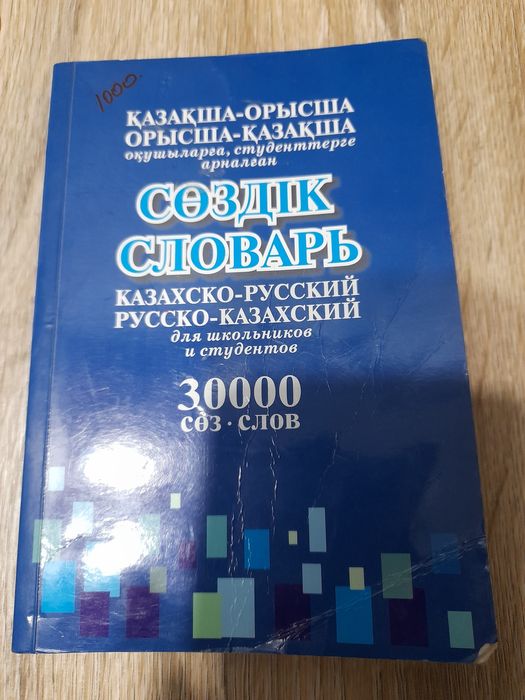 1000.
ҚАЗАҚША-ОРЫСША
ОРЫСША-ҚАЗАҚША
оқушыларға, студенттерге
арналған
СӨЗДІК
СЛОВАРЬ
КАЗАХСКО-РУССКИЙ
РУССКО-КАЗАХСКИЙ
для школьников
и студентов
30000
СӨЗ · СЛОВ